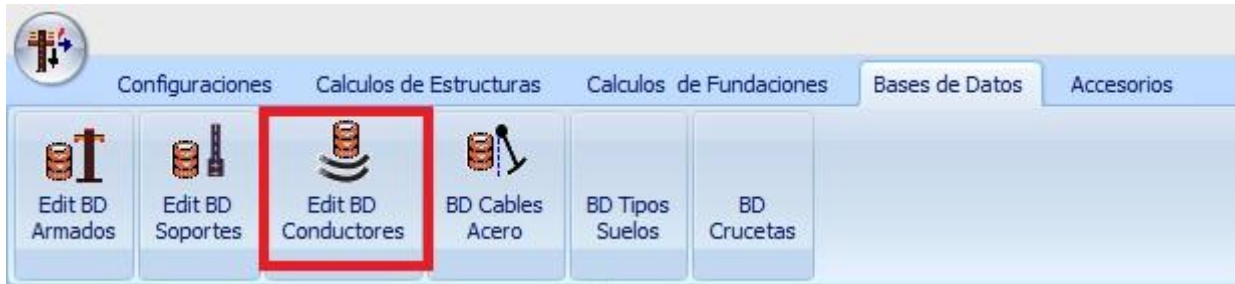 Configuraciones Calculos de Estructuras Calculos de Fundaciones Bases de Datos Accesorios
Edit BD Edit BD Edit BD BD Cables BD Tipos BD
Armados Soportes Conductores Acero Suelos Crucetas